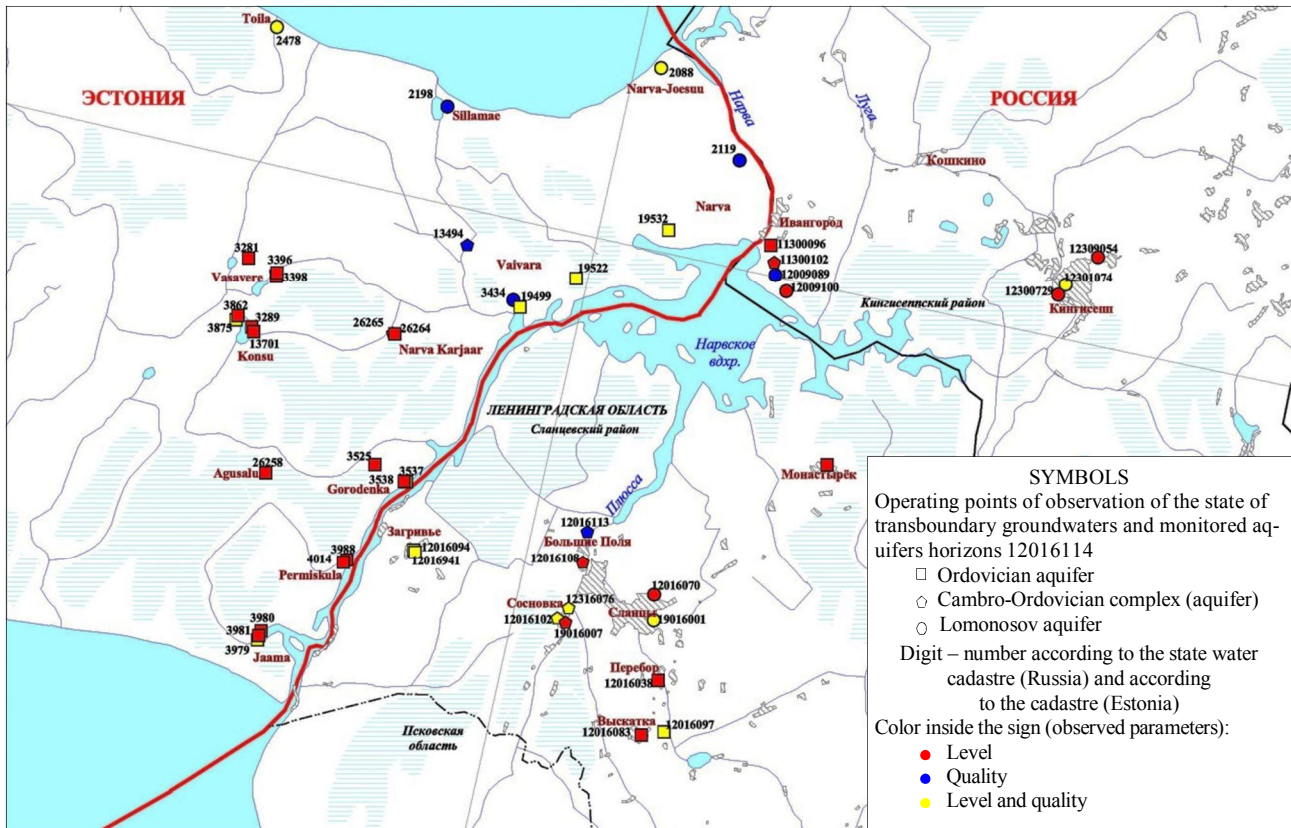 Toila
2478
ЭСТОНИЯ
2198
Sillamae
2088
Narva-Joesuu
Нарва
Луга
РОССИЯ
2119
Кошкино
Narva
19532
Ивангород
11300096
11300102
12009089
12009100
12309054
12301074
12300729
Кингисепп
Кингисеппский район
13494
Vaivara
19522
3434
19499
3281
3396
Vasavere
3398
3862
3875
3289
13701
Konsu
26265
26264
Narva Karjaar
Нарвское
вдхр.
ЛЕНИНГРАДСКАЯ ОБЛАСТЬ
Сланцевский район
26258
Agusalu
3525
3537
3538
Gorodenka
Монастырёк
Плюсса
Загривье
12016094
12016941
3988
4014
Permiskula
12016113
Большие Поля
12016108
12016070
Сосновка
12316076
12016102
19016007
Сланцы
19016001
3980
3981
3979
Jaama
Перебор
12016038
Псковская
область
Выскатка
12016083
12016097
SYMBOLS
Operating points of observation of the state of
transboundary groundwaters and monitored aq-
uifers horizons 12016114
Ordovician aquifer
Cambro-Ordovician complex (aquifer)
Lomonosov aquifer
Digit – number according to the state water
cadastre (Russia) and according
to the cadastre (Estonia)
Color inside the sign (observed parameters):
Level
Quality
Level and quality